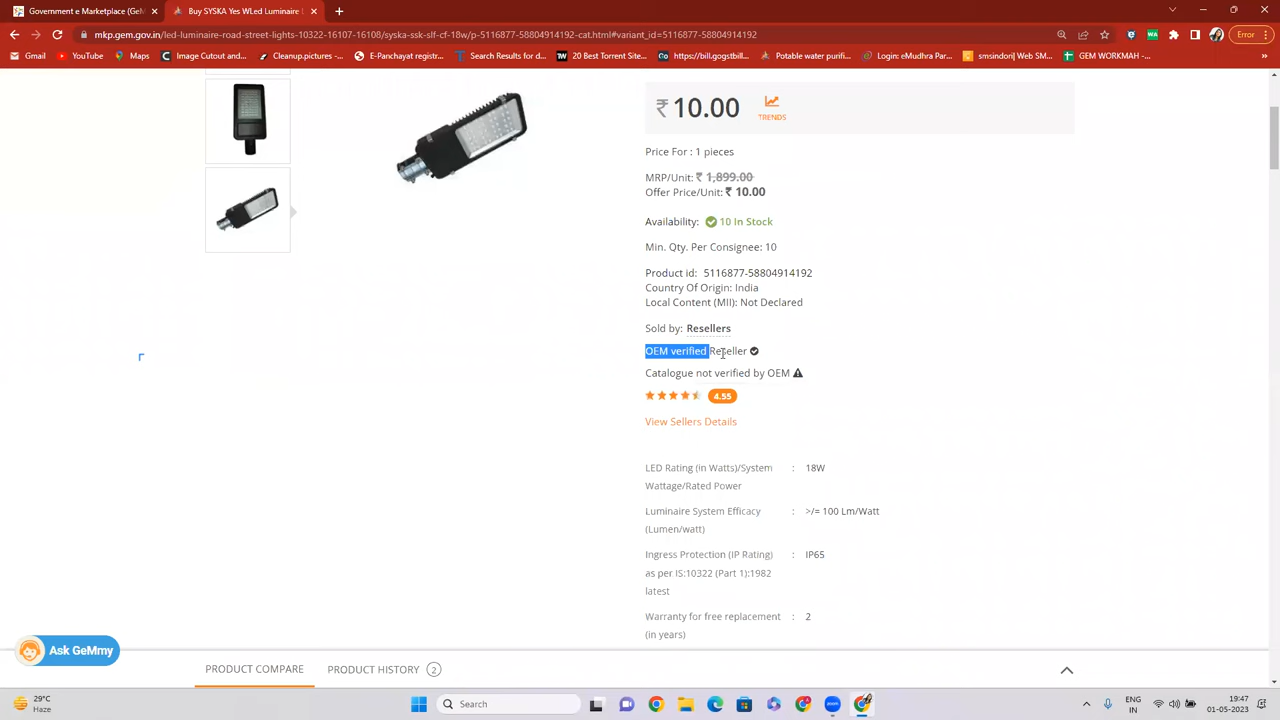 Government e Marketplace (GeM
Buy SYSKA Yes WLed Luminaire L
mkp.gem.gov.in/led-luminaire-road-street-lights-10322-16107-16108/syska-ssk-slf-cf-18w/p-5116877-58804914192-cat.html#variant_id=5116877-58804914192
Error
Gmail
YouTube
Maps
Image Cutout and...
Cleanup.pictures -...
E-Panchayat registr...
Search Results for d...
20 Best Torrent Site...
https://bill.gogstbill...
Potable water purifi...
Login: eMudhra Par...
smsindori| Web SM...
GEM WORKMAH -...
₹ 10.00
TRENDS
Price For : 1 pieces
MRP/Unit: ₹ 1,899.00
Offer Price/Unit: ₹ 10.00
Availability: 10 In Stock
Min. Qty. Per Consignee: 10
Product id: 5116877-58804914192
Country Of Origin: India
Local Content (MII): Not Declared
Sold by: Resellers
OEM verified Reseller
Catalogue not verified by OEM
4.55
View Sellers Details
LED Rating (in Watts)/System : 18W
Wattage/Rated Power
Luminaire System Efficacy : >/= 100 Lm/Watt
(Lumen/watt)
Ingress Protection (IP Rating) : IP65
as per IS:10322 (Part 1):1982
latest
Warranty for free replacement : 2
(in years)
Ask GeMmy
PRODUCT COMPARE
PRODUCT HISTORY 2
29°C
Haze
Search
ENG
IN
19:47
01-05-2023